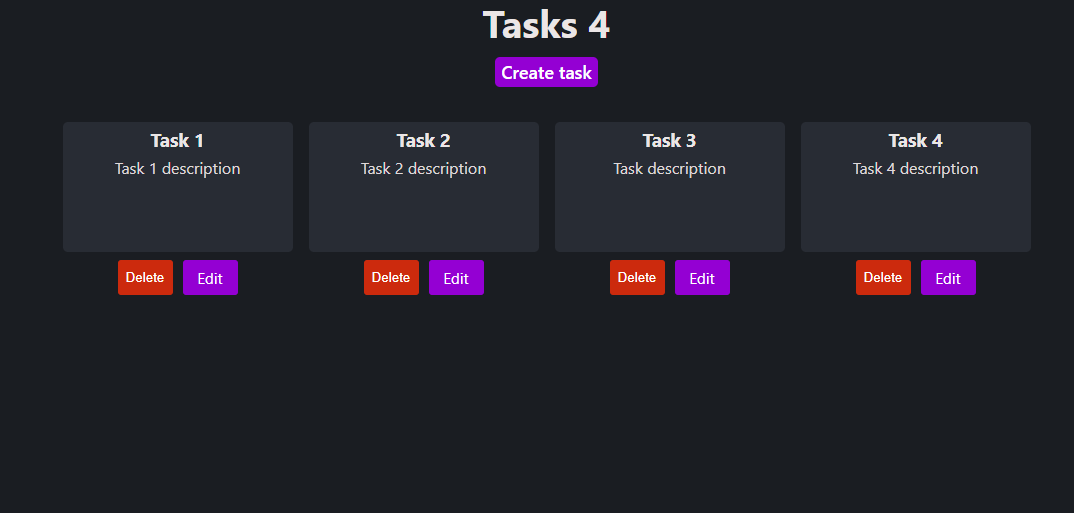 Tasks 4
Create task
Task 1
Task 1 description
Delete
Edit
Task 2
Task 2 description
Delete
Edit
Task 3
Task description
Delete
Edit
Task 4
Task 4 description
Delete
Edit